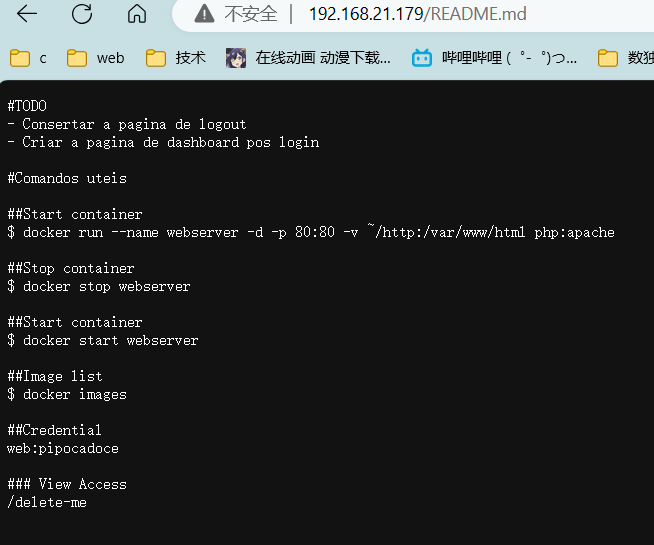 不安全 | 192.168.21.179/README.md
c web 技术 在线动画 动漫下载... 哔哩哔哩 (゜-゜)つ... 数独
#TODO
- Consertar a pagina de logout
- Criar a pagina de dashboard pos login
#Comandos uteis
##Start container
$ docker run --name webserver -d -p 80:80 -v ~/http:/var/www/html php:apache
##Stop container
$ docker stop webserver
##Start container
$ docker start webserver
##Image list
$ docker images
##Credential
web:pipocadoce
### View Access
/delete-me